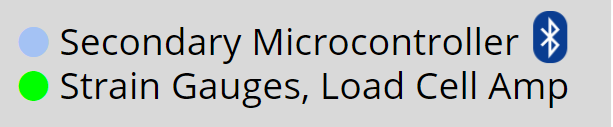 Secondary Microcontroller
Strain Gauges, Load Cell Amp